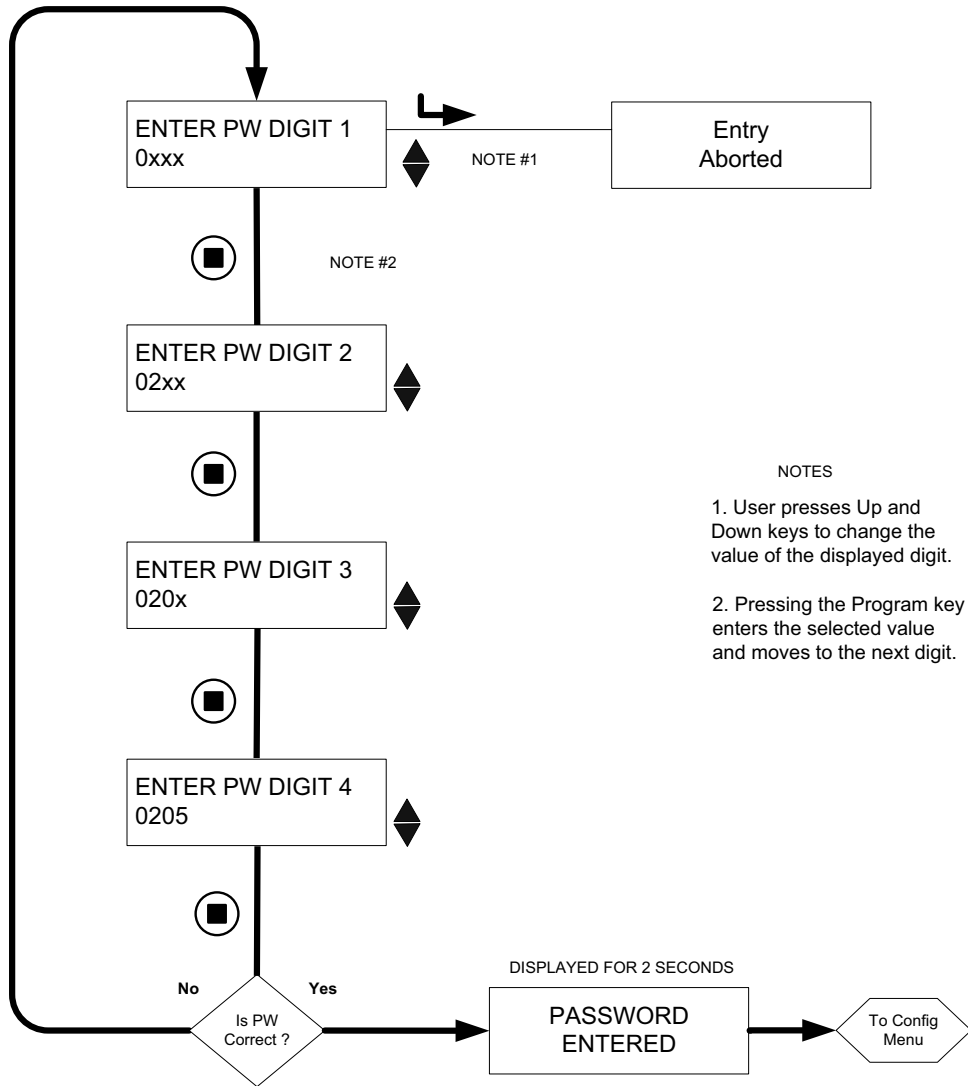 ENTER PW DIGIT 1
0xxx
NOTE #1
Entry
Aborted
NOTE #2
ENTER PW DIGIT 2
02xx
ENTER PW DIGIT 3
020x
NOTES
1. User presses Up and
Down keys to change the
value of the displayed digit.
2. Pressing the Program key
enters the selected value
and moves to the next digit.
ENTER PW DIGIT 4
0205
No
Yes
Is PW
Correct ?
DISPLAYED FOR 2 SECONDS
PASSWORD
ENTERED
To Config
Menu